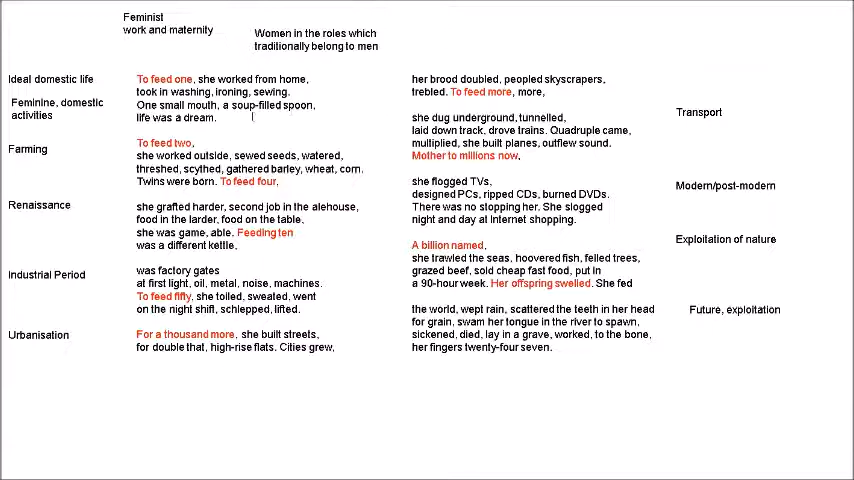 Feminist
work and maternity
Women in the roles which
traditionally belong to men
Ideal domestic life
Feminine, domestic
activities
Farming
Renaissance
Industrial Period
Urbanisation
To feed one, she worked from home,
took in washing, ironing, sewing.
One small mouth, a soup-filled spoon,
life was a dream.
To feed two,
she worked outside, sewed seeds, watered,
threshed, scythed, gathered barley, wheat, corn.
Twins were born. To feed four,
she grafted harder, second job in the alehouse,
food in the larder, food on the table,
she was game, able. Feeding ten
was a different kettle,
was factory gates
at first light, oil, metal, noise, machines.
To feed fifty, she toiled, sweated, went
on the night shift, schlepped, lifted.
For a thousand more, she built streets,
for double that, high-rise flats. Cities grew,
her brood doubled, peopled skyscrapers,
trebled. To feed more, more,
she dug underground, tunnelled,
laid down track, drove trains. Quadruple came,
multiplied, she built planes, outflew sound.
Mother to millions now,
she flogged TVs,
designed PCs, ripped CDs, burned DVDs.
There was no stopping her. She slogged
night and day at Internet shopping.
A billion named,
she trawled the seas, hoovered fish, felled trees,
grazed beef, sold cheap fast food, put in
a 90-hour week. Her offspring swelled. She fed
the world, wept rain, scattered the teeth in her head
for grain, swam her tongue in the river to spawn,
sickened, died, lay in a grave, worked, to the bone,
her fingers twenty-four seven.
Transport
Modern/post-modern
Exploitation of nature
Future, exploitation